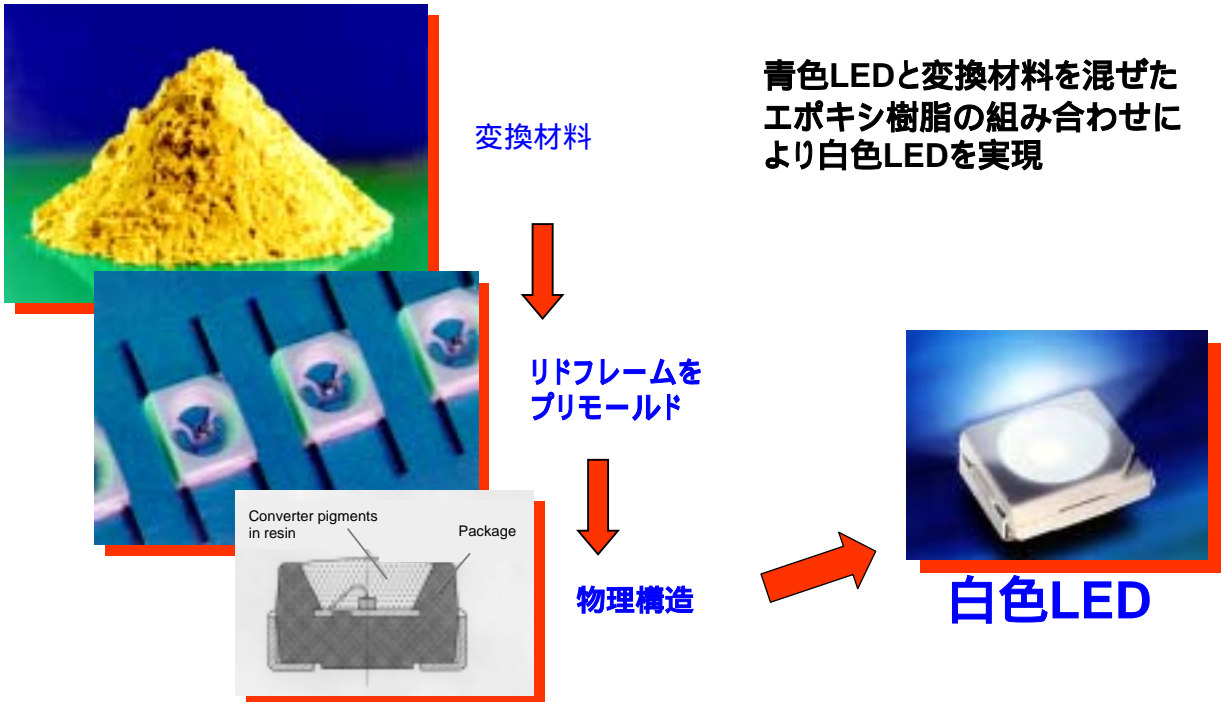 変換材料
青色LEDと変換材料を混ぜた
エポキシ樹脂の組み合わせに
より白色LEDを実現
リドフレームを
プリモールド
Converter pigments
in resin
Package
物理構造
白色LED